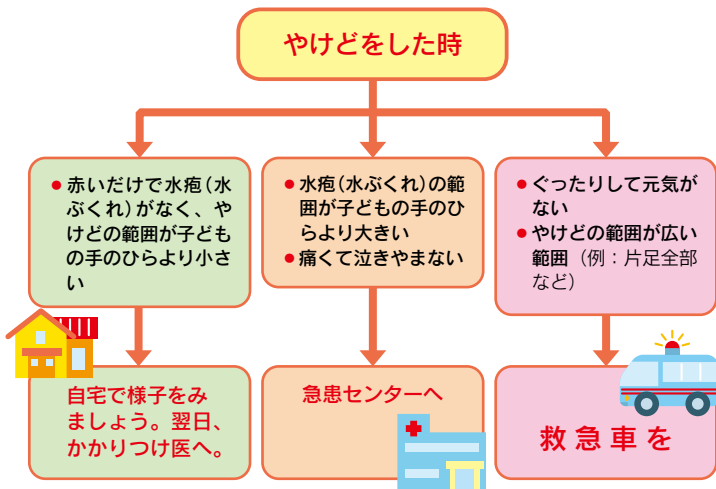 やけどをした時
● 赤いだけで水疱(水
ぶくれ)がなく、や
けどの範囲が子ども
の手のひらより小さ
い
● 水疱(水ぶくれ)の範
囲が子どもの手のひ
らより大きい
● 痛くて泣きやまない
● ぐったりして元気が
ない
● やけどの範囲が広い
範囲（例：片足全部
など）
自宅で様子をみ
ましょう。翌日、
かかりつけ医へ。
急患センターへ
救急車を